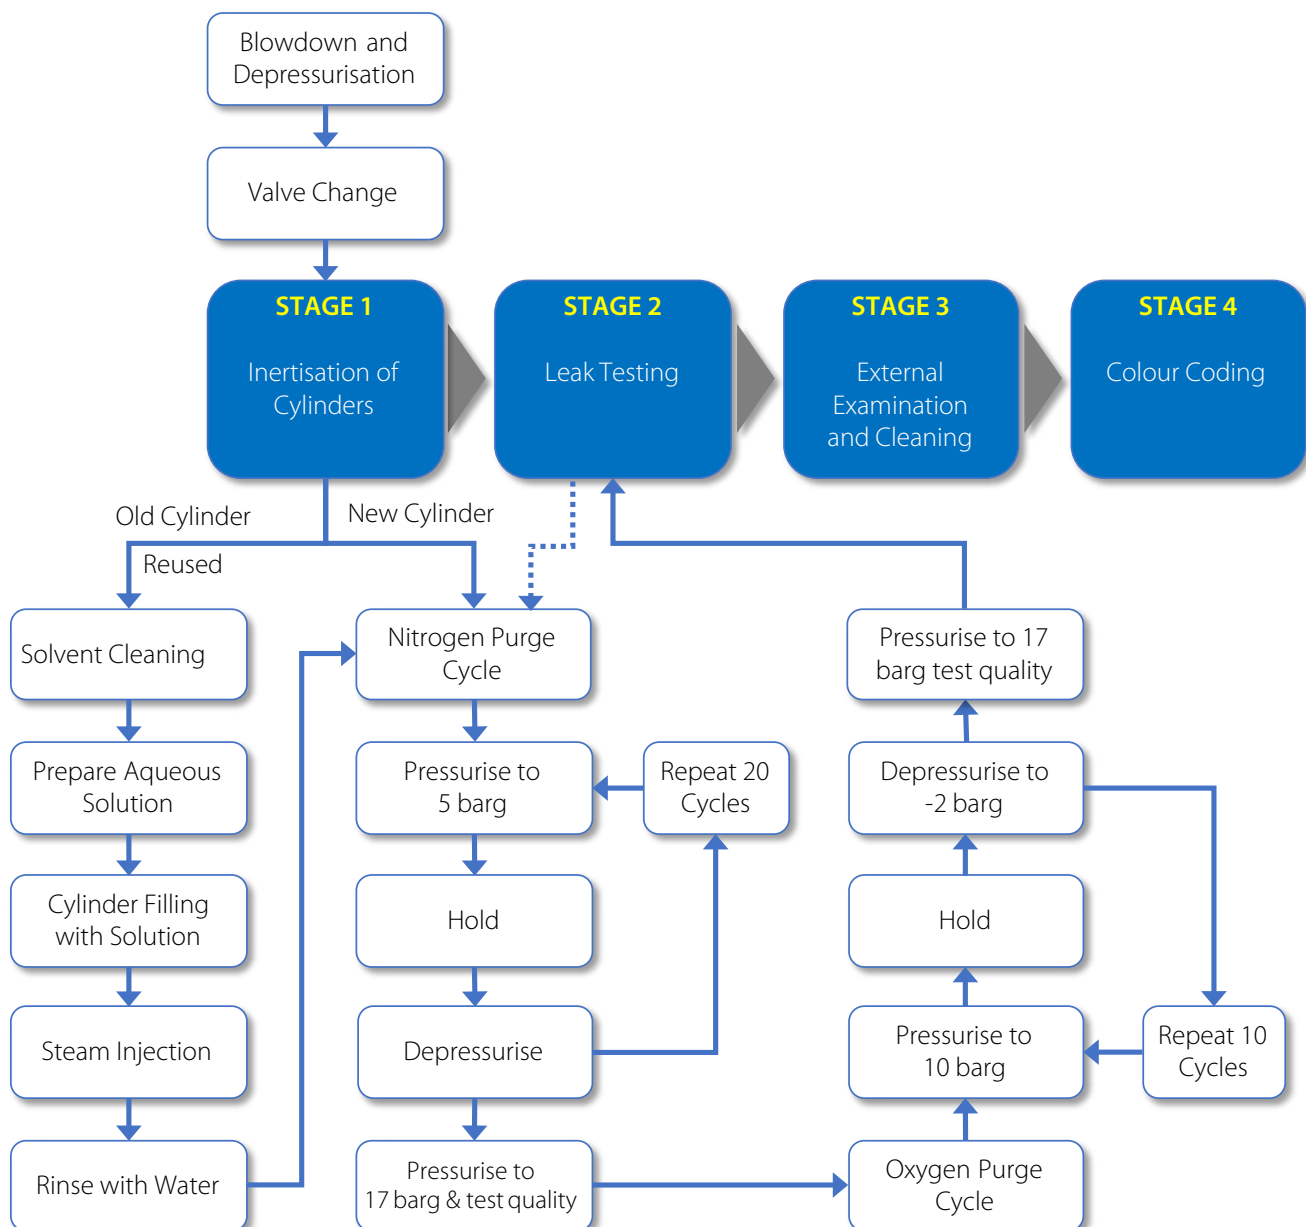 Blowdown and
Depressurisation
Valve Change
STAGE 1
Inertisation of
Cylinders
STAGE 2
Leak Testing
STAGE 3
External
Examination
and Cleaning
STAGE 4
Colour Coding
Old Cylinder
Reused
New Cylinder
Solvent Cleaning
Prepare Aqueous
Solution
Cylinder Filling
with Solution
Steam Injection
Rinse with Water
Nitrogen Purge
Cycle
Pressurise to
5 barg
Repeat 20
Cycles
Hold
Depressurise
Pressurise to
17 barg & test quality
Oxygen Purge
Cycle
Pressurise to
10 barg
Repeat 10
Cycles
Hold
Depressurise to
-2 barg
Pressurise to 17
barg test quality